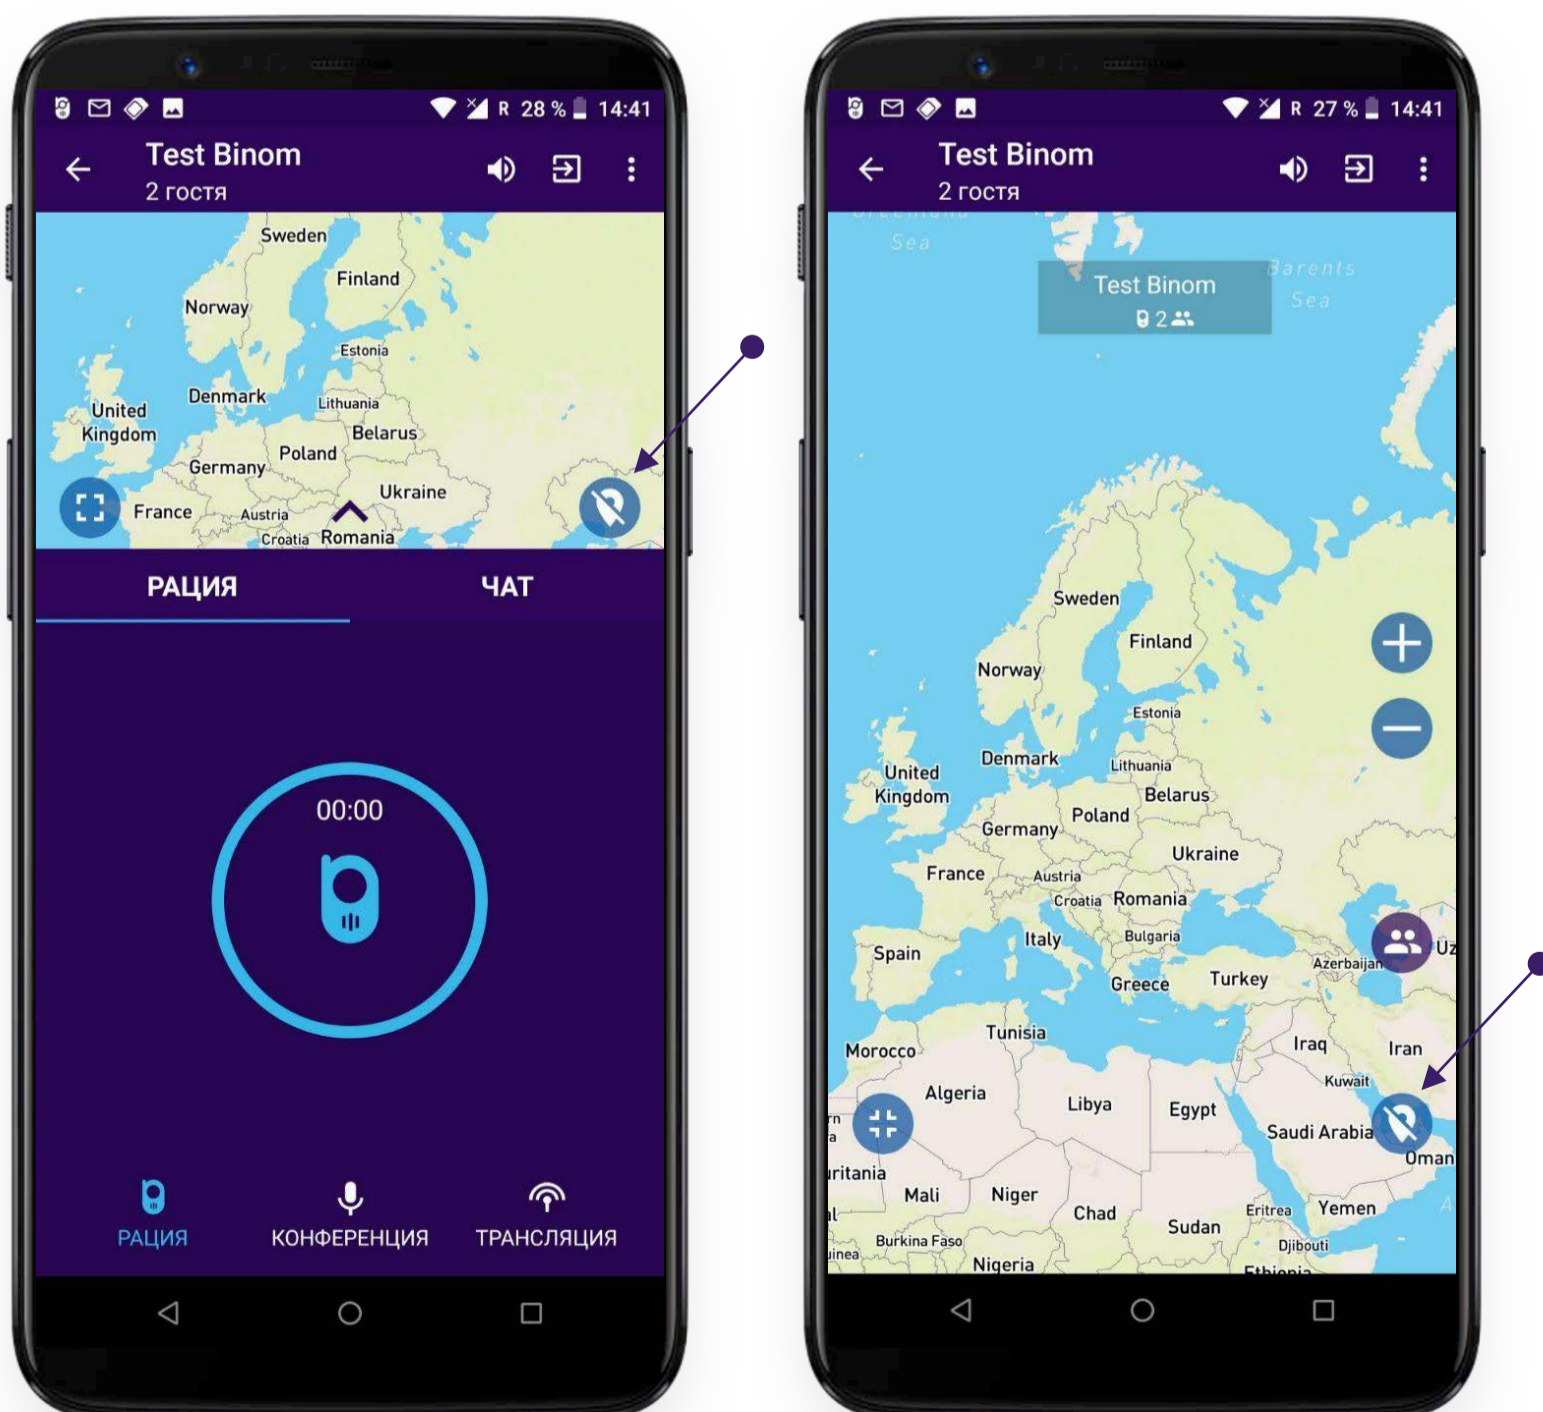 R 28 % 14:41
Test Binom
2 гостя
Sweden
Finland
Norway
Estonia
Denmark
Lithuania
United
Kingdom
Belarus
Poland
Germany
Ukraine
France
Austria
Croatia
Romania
РАЦИЯ
ЧАТ
00:00
РАЦИЯ
КОНФЕРЕНЦИЯ
ТРАНСЛЯЦИЯ
R 27 % 14:41
Test Binom
2 гостя
Sea
Barents
Sea
Test Binom
2
Sweden
Finland
Norway
Estonia
Denmark
Lithuania
United
Kingdom
Belarus
Poland
Germany
Ukraine
France
Austria
Croatia
Romania
Italy
Bulgaria
Spain
Azerbaijan
Uz
Greece
Turkey
Tunisia
Morocco
Iraq
Iran
Kuwait
Algeria
Libya
Egypt
Saudi Arabia
Oman
ritania
Mali
Niger
Chad
Sudan
Eritrea
Yemen
Burkina Faso
Djibouti
Nigeria
Ethiopia